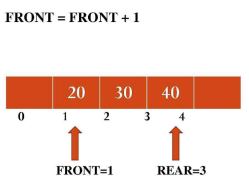 FRONT = FRONT + 1
20 30 40
0 1 2 3 4
FRONT=1 REAR=3